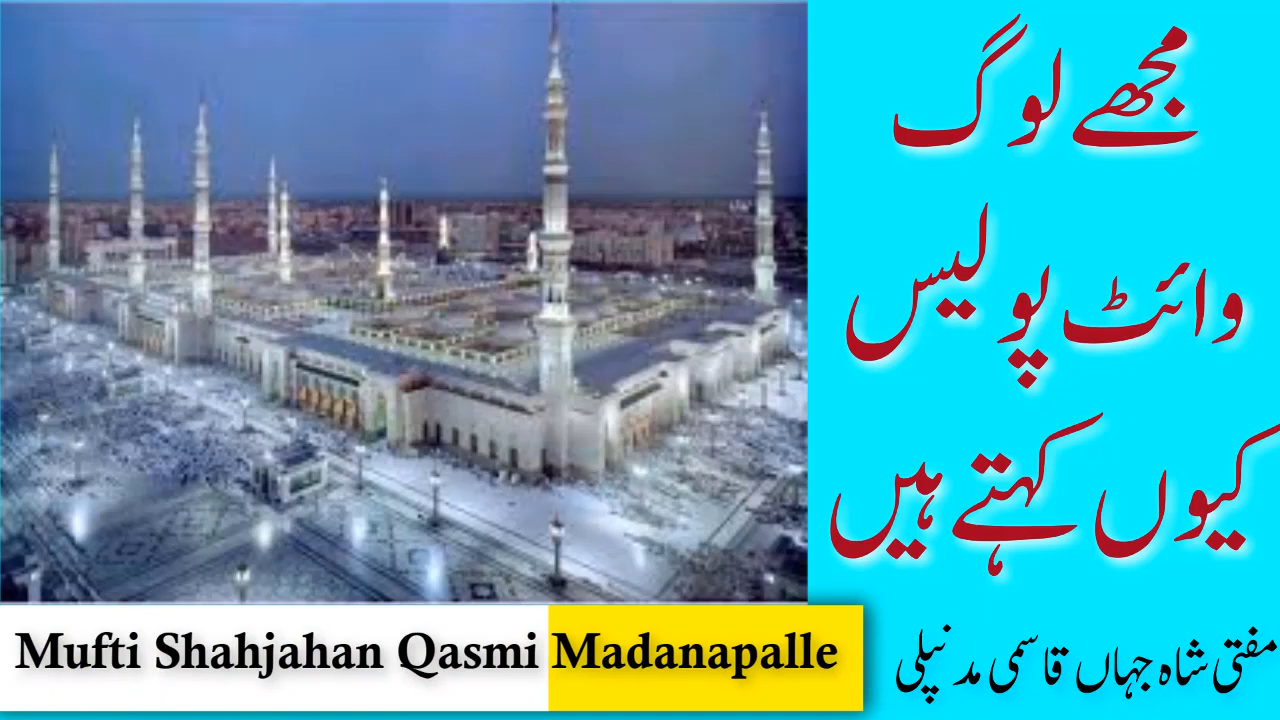 مجھے لوگ
وائٹ پولیس
کیوں کہتے ہیں
Mufti Shahjahan Qasmi Madanapalle
مفتی شاہ جہاں قاسمی مدنپلی